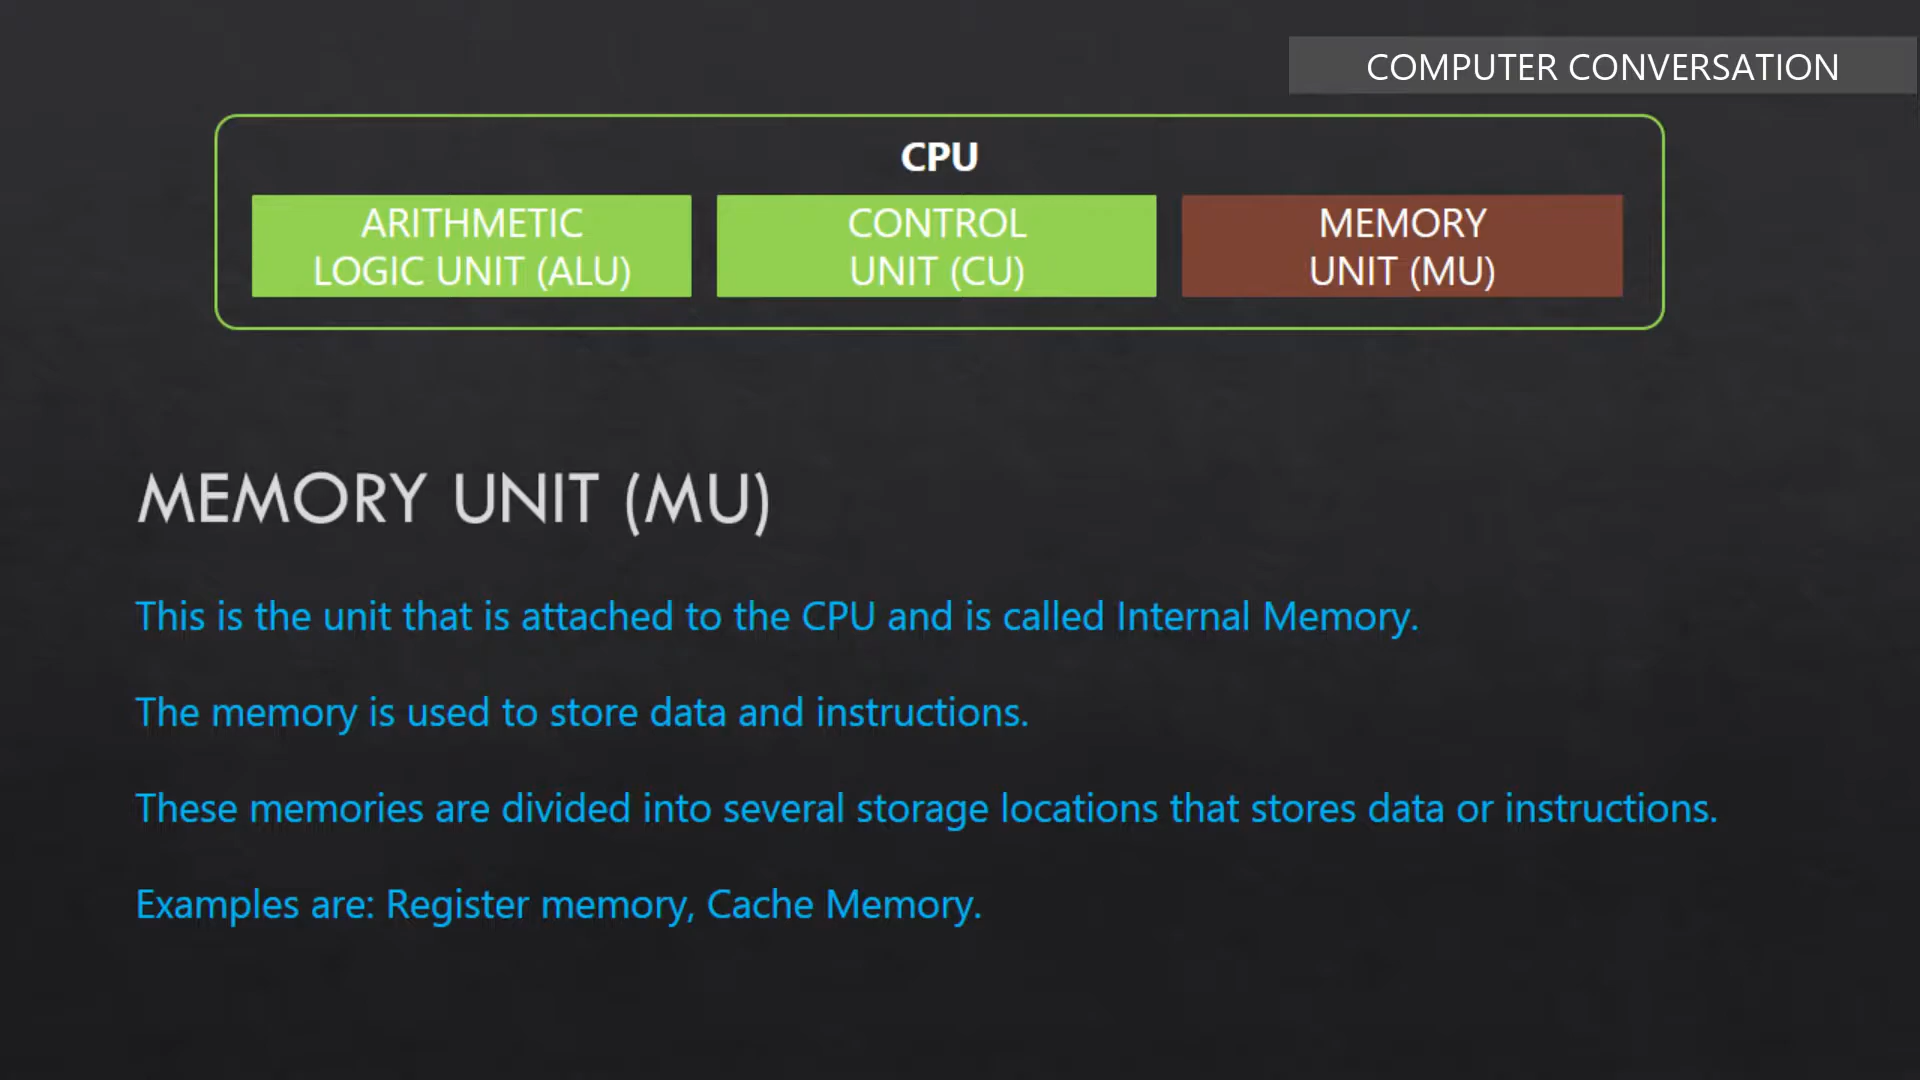 COMPUTER CONVERSATION
CPU
ARITHMETIC
LOGIC UNIT (ALU)
CONTROL
UNIT (CU)
MEMORY
UNIT (MU)
MEMORY UNIT (MU)
This is the unit that is attached to the CPU and is called Internal Memory.
The memory is used to store data and instructions.
These memories are divided into several storage locations that stores data or instructions.
Examples are: Register memory, Cache Memory.